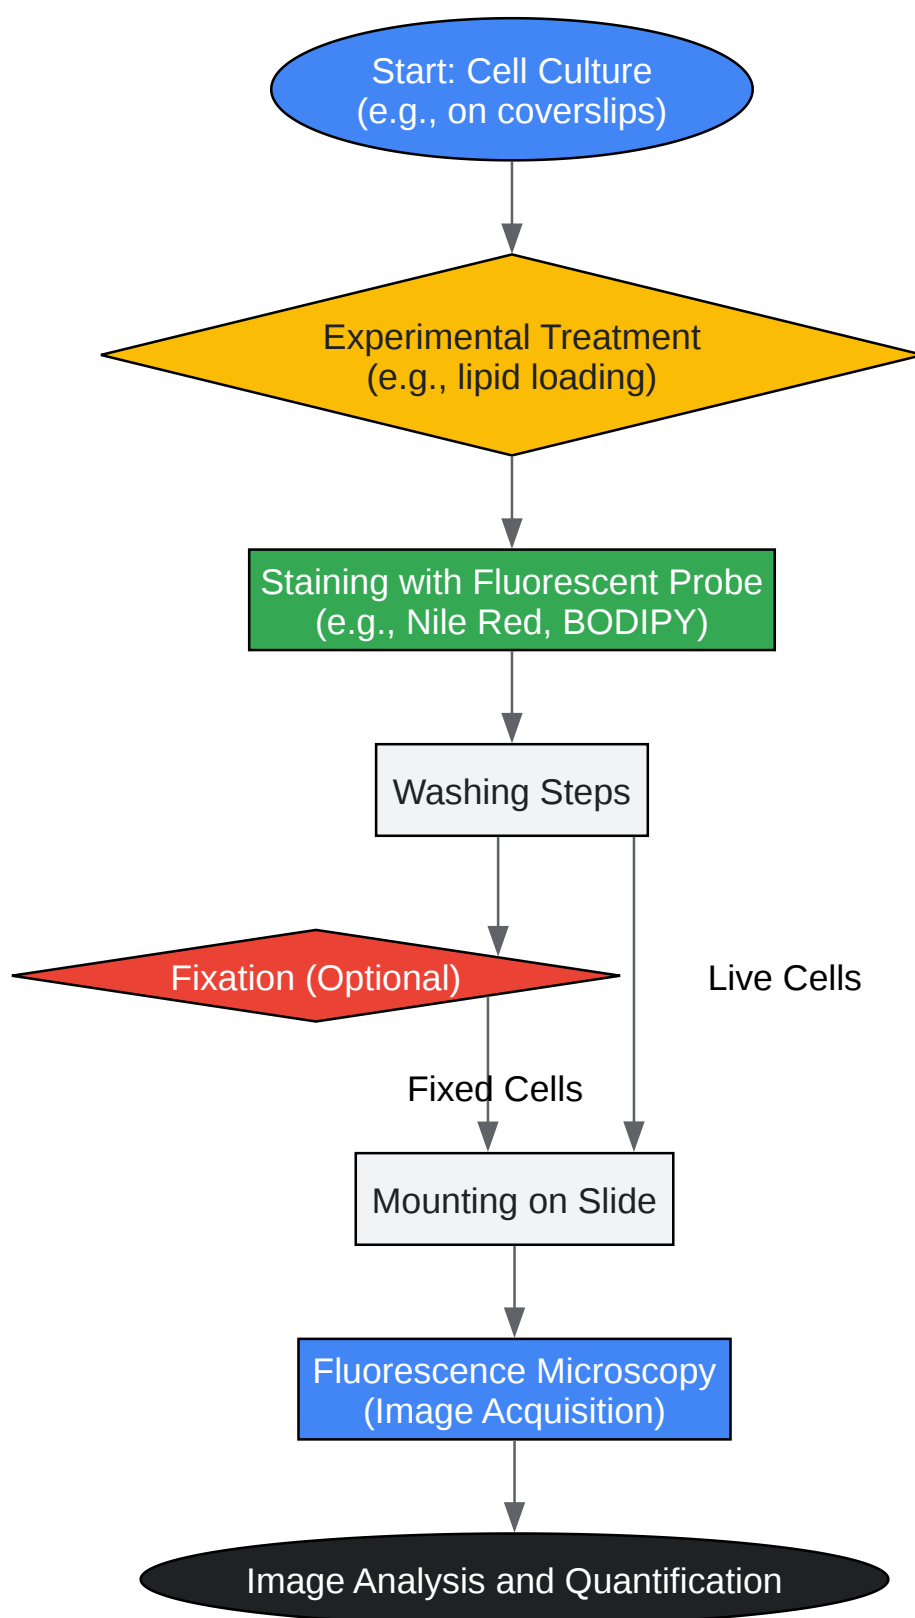 Start: Cell Culture
(e.g., on coverslips)
Experimental Treatment
(e.g., lipid loading)
Staining with Fluorescent Probe
(e.g., Nile Red, BODIPY)
Washing Steps
Fixation (Optional)
Live Cells
Fixed Cells
Mounting on Slide
Fluorescence Microscopy
(Image Acquisition)
Image Analysis and Quantification